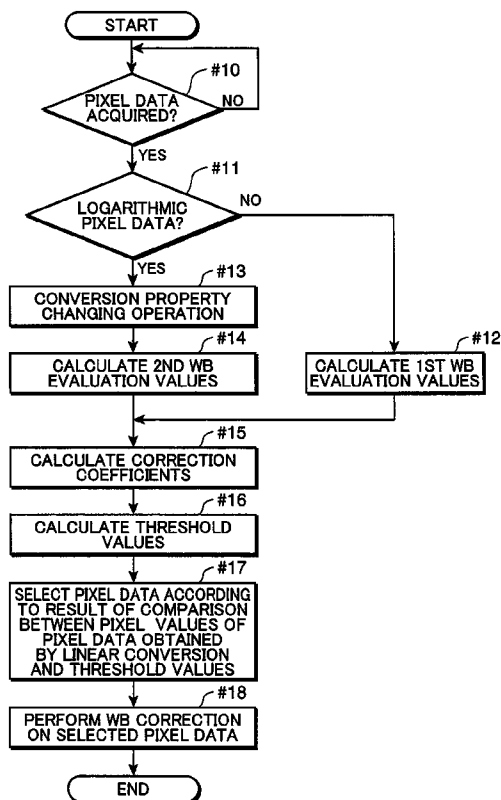 START
#10
PIXEL DATA
ACQUIRED?
NO
YES
#11
LOGARITHMIC
PIXEL DATA?
NO
YES
#13
CONVERSION PROPERTY
CHANGING OPERATION
#14
CALCULATE 2ND WB
EVALUATION VALUES
#12
CALCULATE 1ST WB
EVALUATION VALUES
#15
CALCULATE CORRECTION
COEFFICIENTS
#16
CALCULATE THRESHOLD
VALUES
#17
SELECT PIXEL DATA ACCORDING
TO RESULT OF COMPARISON
BETWEEN PIXEL VALUES OF
PIXEL DATA OBTAINED
BY LINEAR CONVERSION
AND THRESHOLD VALUES
#18
PERFORM WB CORRECTION
ON SELECTED PIXEL DATA
END